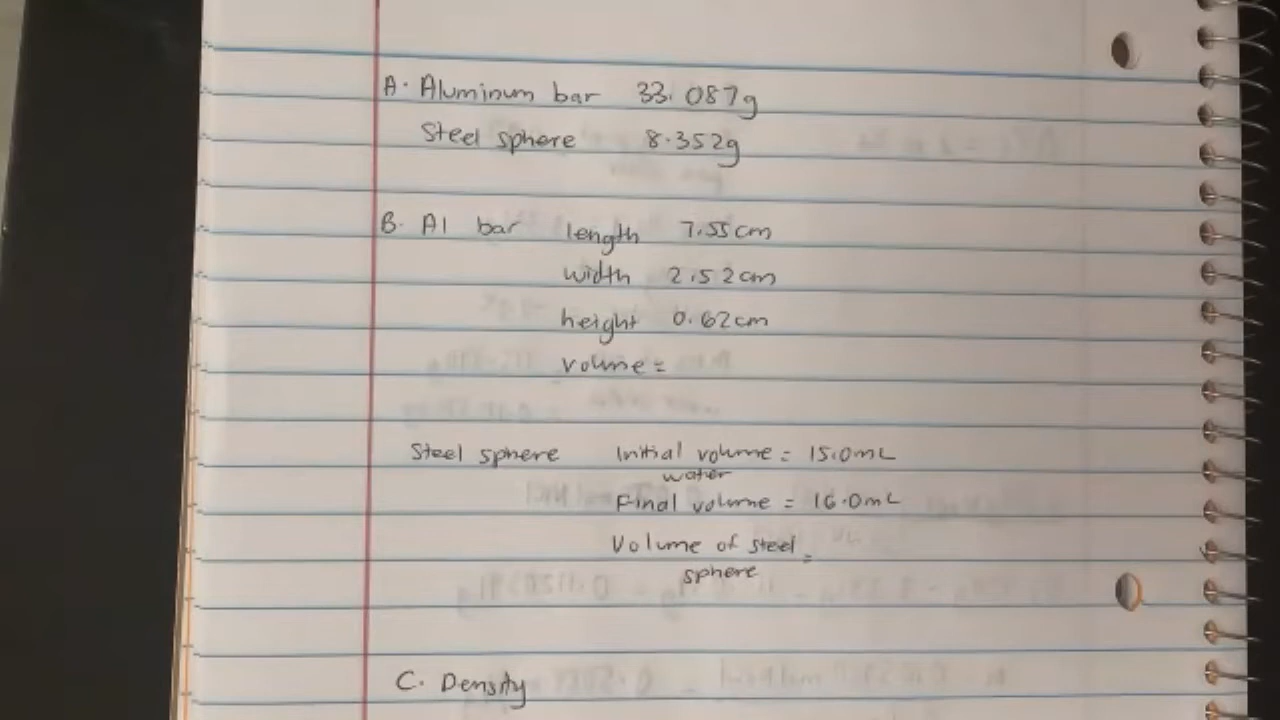 A. Aluminum bar 33.087g
Steel sphere 8.352g
B. Al bar length 7.55cm
width 2.52cm
height 0.62cm
volume =
Steel sphere Initial volume = 15.0mL
water
Final volume = 16.0mL
Volume of steel =
sphere
C. Density